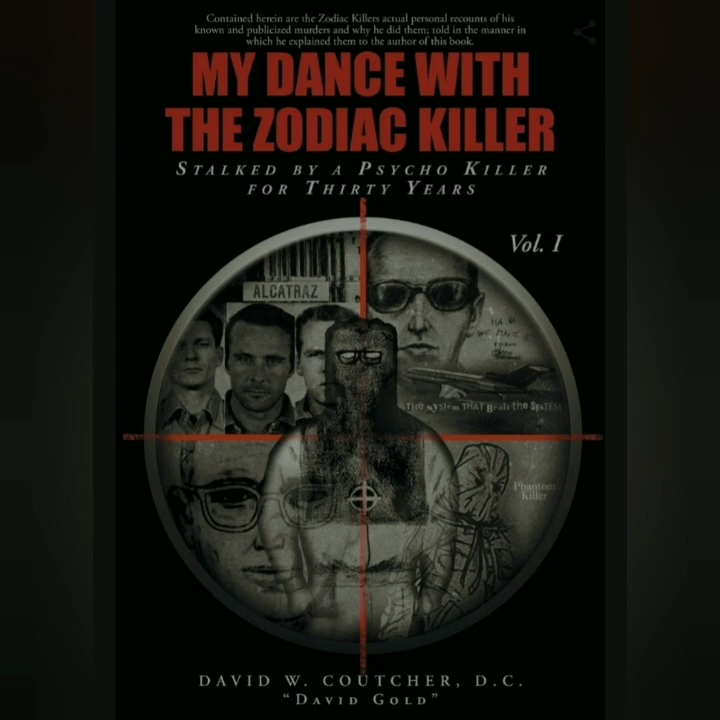 Contained herein are the Zodiac Killers actual personal recounts of his
known and publicized murders and why he did them; told in the manner in
which he explained them to the author of this book.
MY DANCE WITH
THE ZODIAC KILLER
STALKED BY A PSYCHO KILLER
FOR THIRTY YEARS
Vol. I
ALCATRAZ
HA
WE
THE system THAT Beats the SYSTEM
Phantom
Killer
DAVID W. COUTCHER, D.C.
“DAVID GOLD”